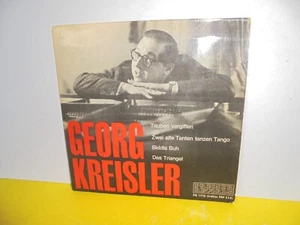 Tauben vergiften
Zwei alte Tanten tanzen Tango
Biddla Buh
Das Triangel
GEORG
KREISLER